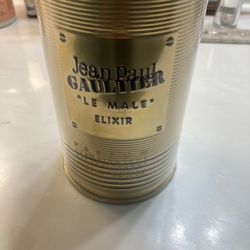 Jean Paul
GAULTIER
"LE MALE"
ELIXIR